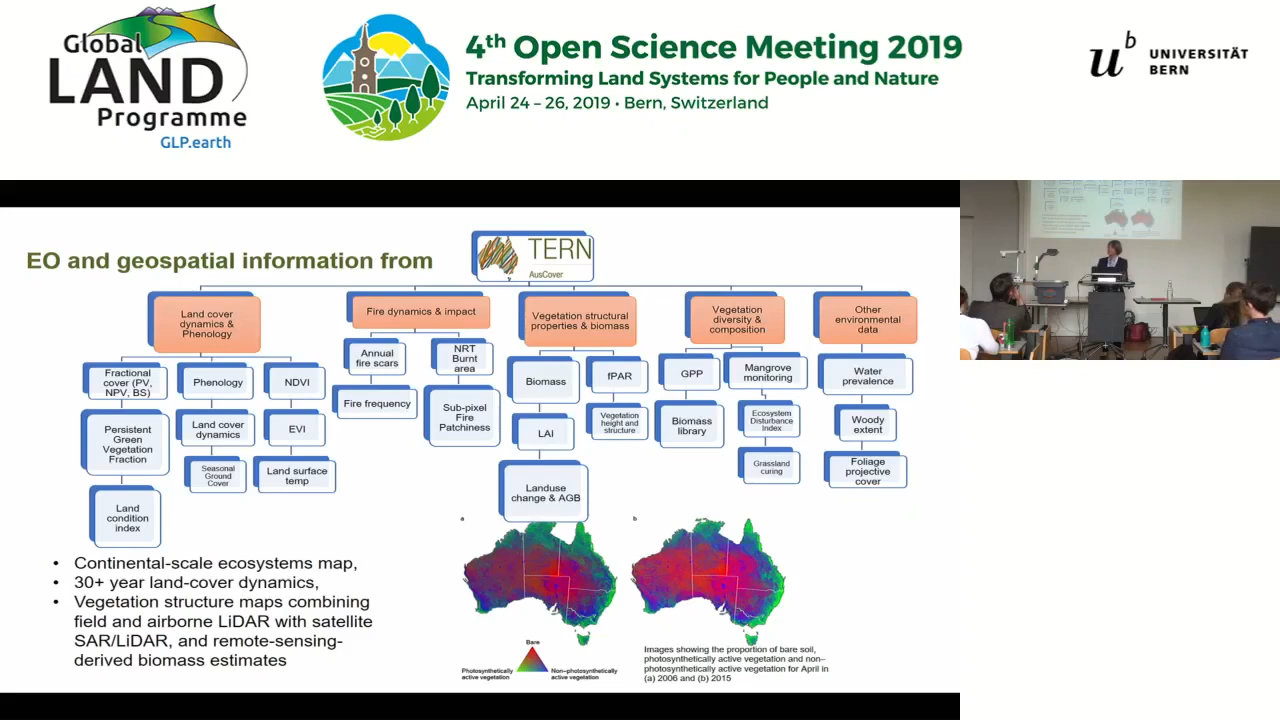 Global
LAND
Programme
GLP.earth
4th Open Science Meeting 2019
Transforming Land Systems for People and Nature
April 24 – 26, 2019 • Bern, Switzerland
u
b
UNIVERSITÄT
BERN
EO and geospatial information from
TERN
AusCover
Land cover
dynamics &
Phenology
Fire dynamics & impact
Vegetation structural
properties & biomass
Vegetation
diversity &
composition
Other
environmental
data
Fractional
cover (PV,
NPV, BS)
Phenology
NDVI
Persistent
Green
Vegetation
Fraction
Land cover
dynamics
EVI
Seasonal
Ground
Cover
Land surface
temp
Land
condition
index
Annual
fire scars
NRT
Burnt
area
Fire frequency
Sub-pixel
Fire
Patchiness
Biomass
fPAR
LAI
Vegetation
height and
structure
Landuse
change & AGB
GPP
Mangrove
monitoring
Biomass
library
Ecosystem
Disturbance
Index
Grassland
curing
Water
prevalence
Woody
extent
Foliage
projective
cover
• Continental-scale ecosystems map,
• 30+ year land-cover dynamics,
• Vegetation structure maps combining
field and airborne LiDAR with satellite
SAR/LiDAR, and remote-sensing-
derived biomass estimates
a
b
Bare
Photosynthetically
active vegetation
Non–photosynthetically
active vegetation
Images showing the proportion of bare soil,
photosynthetically active vegetation and non–
photosynthetically active vegetation for April in
(a) 2006 and (b) 2015